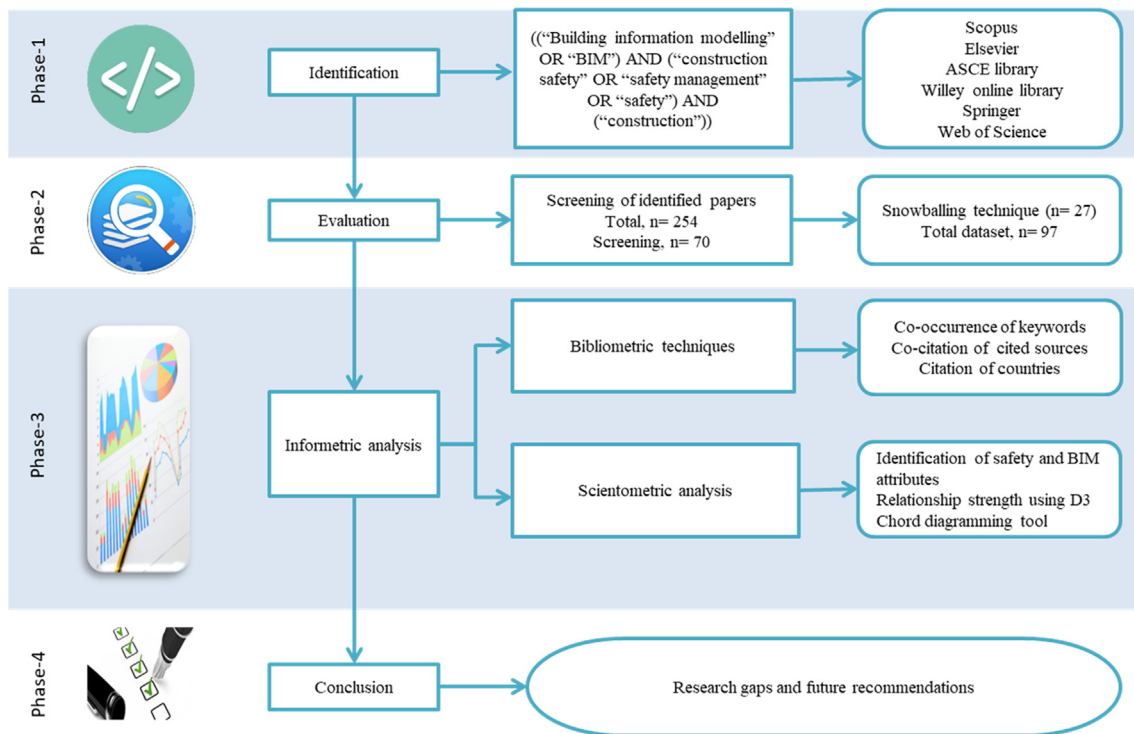 Phase-1
Identification
((“Building information modelling”
OR “BIM”) AND (“construction
safety” OR “safety management”
OR “safety”) AND
(“construction”))
Scopus
Elsevier
ASCE library
Willey online library
Springer
Web of Science
Phase-2
Evaluation
Screening of identified papers
Total, n= 254
Screening, n= 70
Snowballing technique (n= 27)
Total dataset, n= 97
Phase-3
Informetric analysis
Bibliometric techniques
Co-occurrence of keywords
Co-citation of cited sources
Citation of countries
Scientometric analysis
Identification of safety and BIM
attributes
Relationship strength using D3
Chord diagramming tool
Phase-4
Conclusion
Research gaps and future recommendations